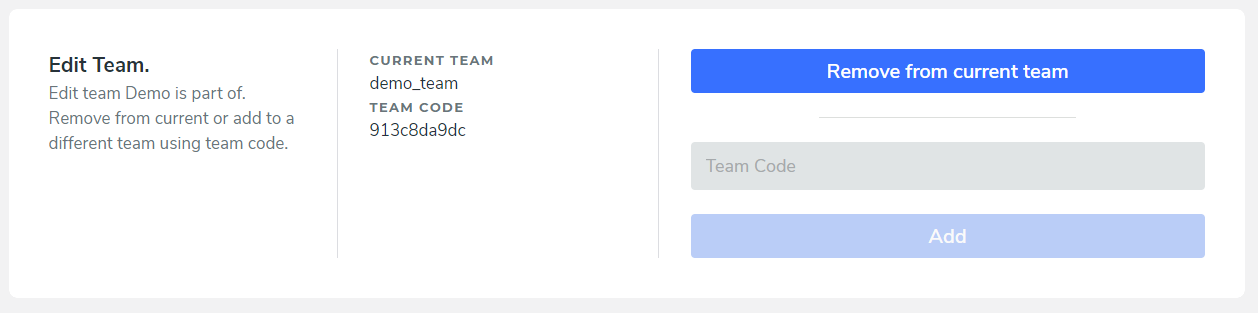 Edit Team.
Edit team Demo is part of.
Remove from current or add to a
different team using team code.
CURRENT TEAM
demo_team
TEAM CODE
913c8da9dc
Remove from current team
Team Code
Add